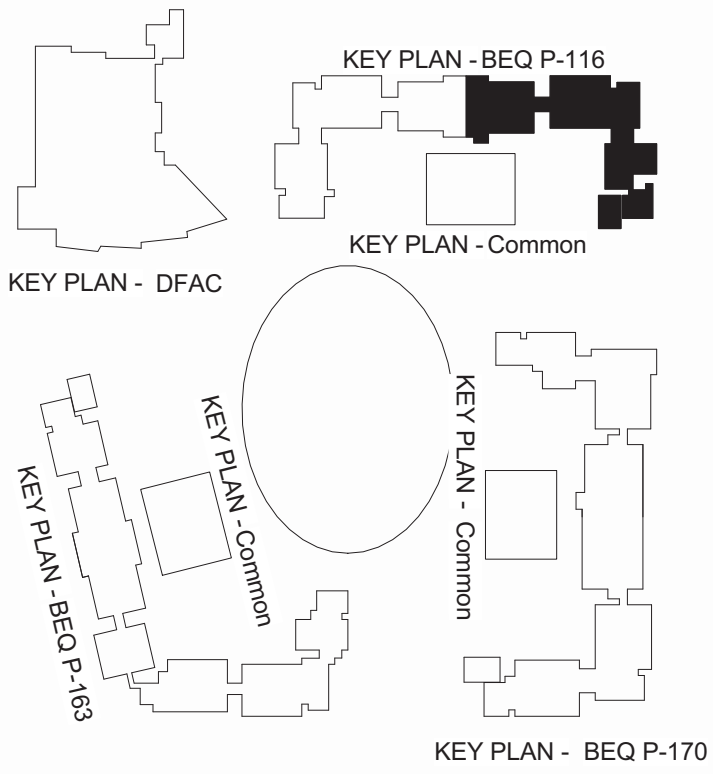 KEY PLAN - BEQ P-116
KEY PLAN - Common
KEY PLAN - DFAC
KEY PLAN - Common
KEY PLAN - Common
KEY PLAN - BEQ P-163
KEY PLAN - BEQ P-170